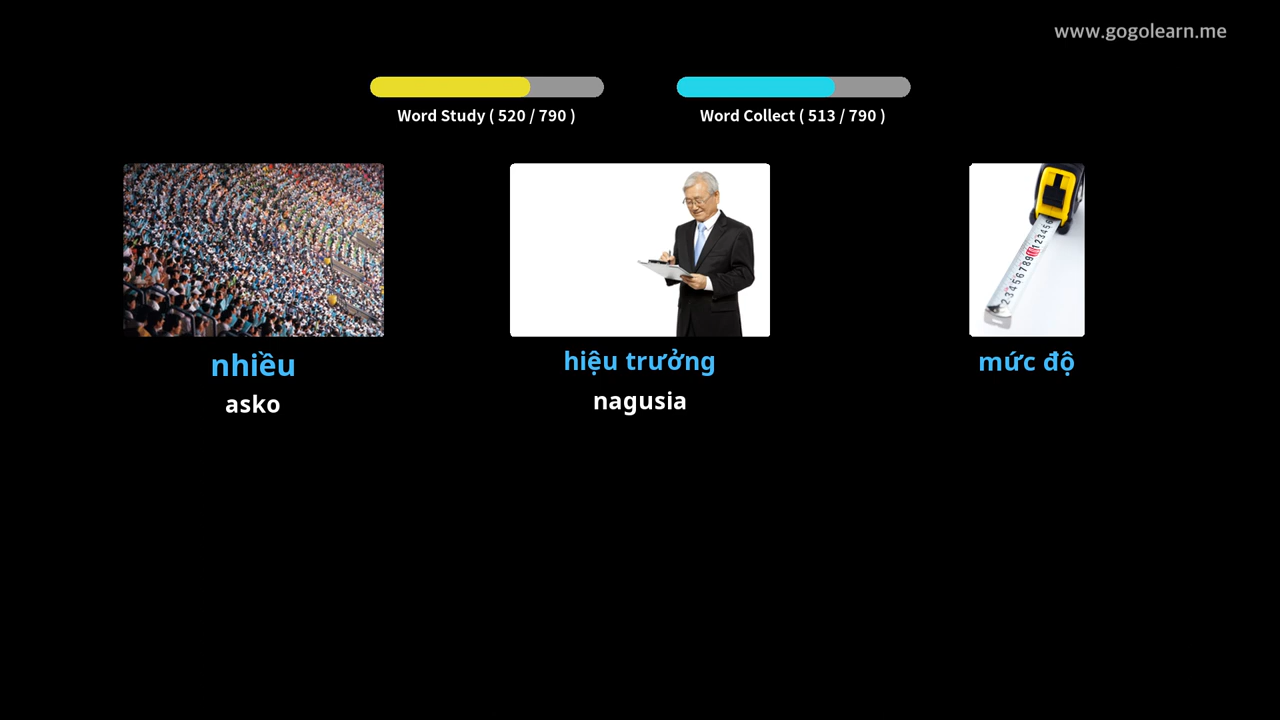 www.gogolearn.me
Word Study ( 520 / 790 )
Word Collect ( 513 / 790 )
nhiều
asko
hiệu trưởng
nagusia
mức độ